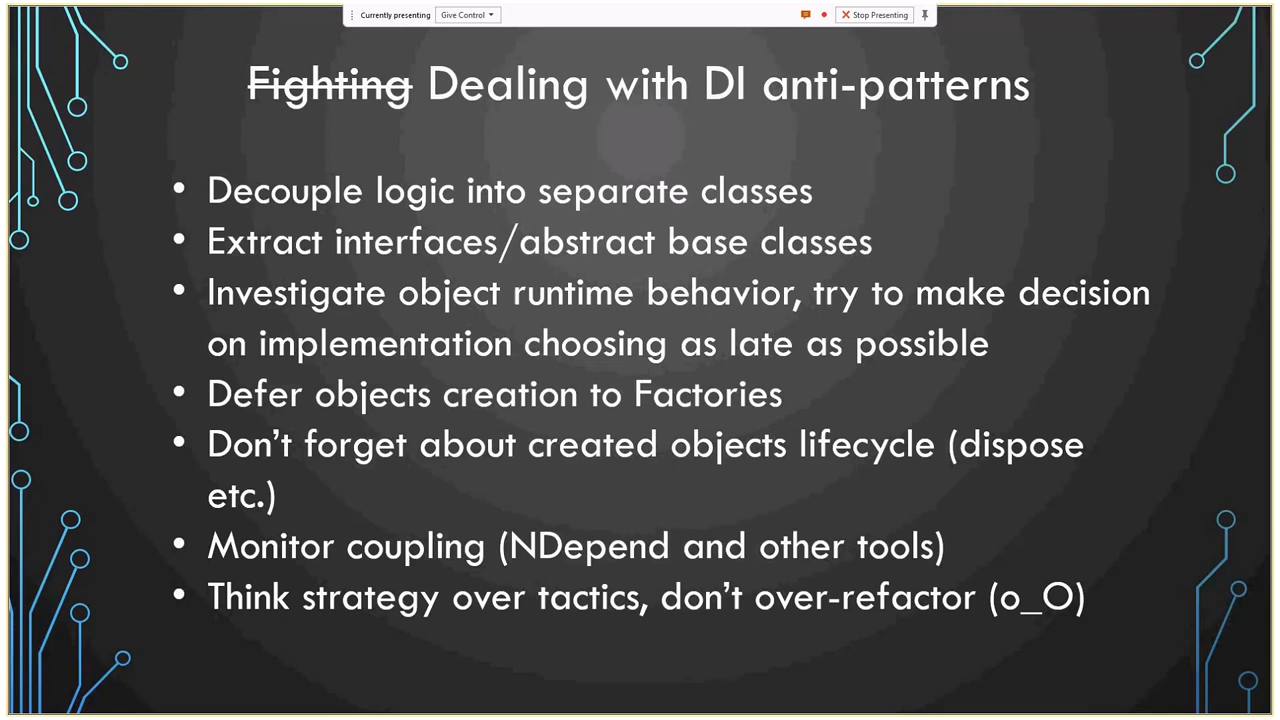 Currently presenting Give Control Stop Presenting
Fighting Dealing with DI anti-patterns
• Decouple logic into separate classes
• Extract interfaces/abstract base classes
• Investigate object runtime behavior, try to make decision
on implementation choosing as late as possible
• Defer objects creation to Factories
• Don't forget about created objects lifecycle (dispose
etc.)
• Monitor coupling (NDepend and other tools)
• Think strategy over tactics, don't over-refactor (o_O)